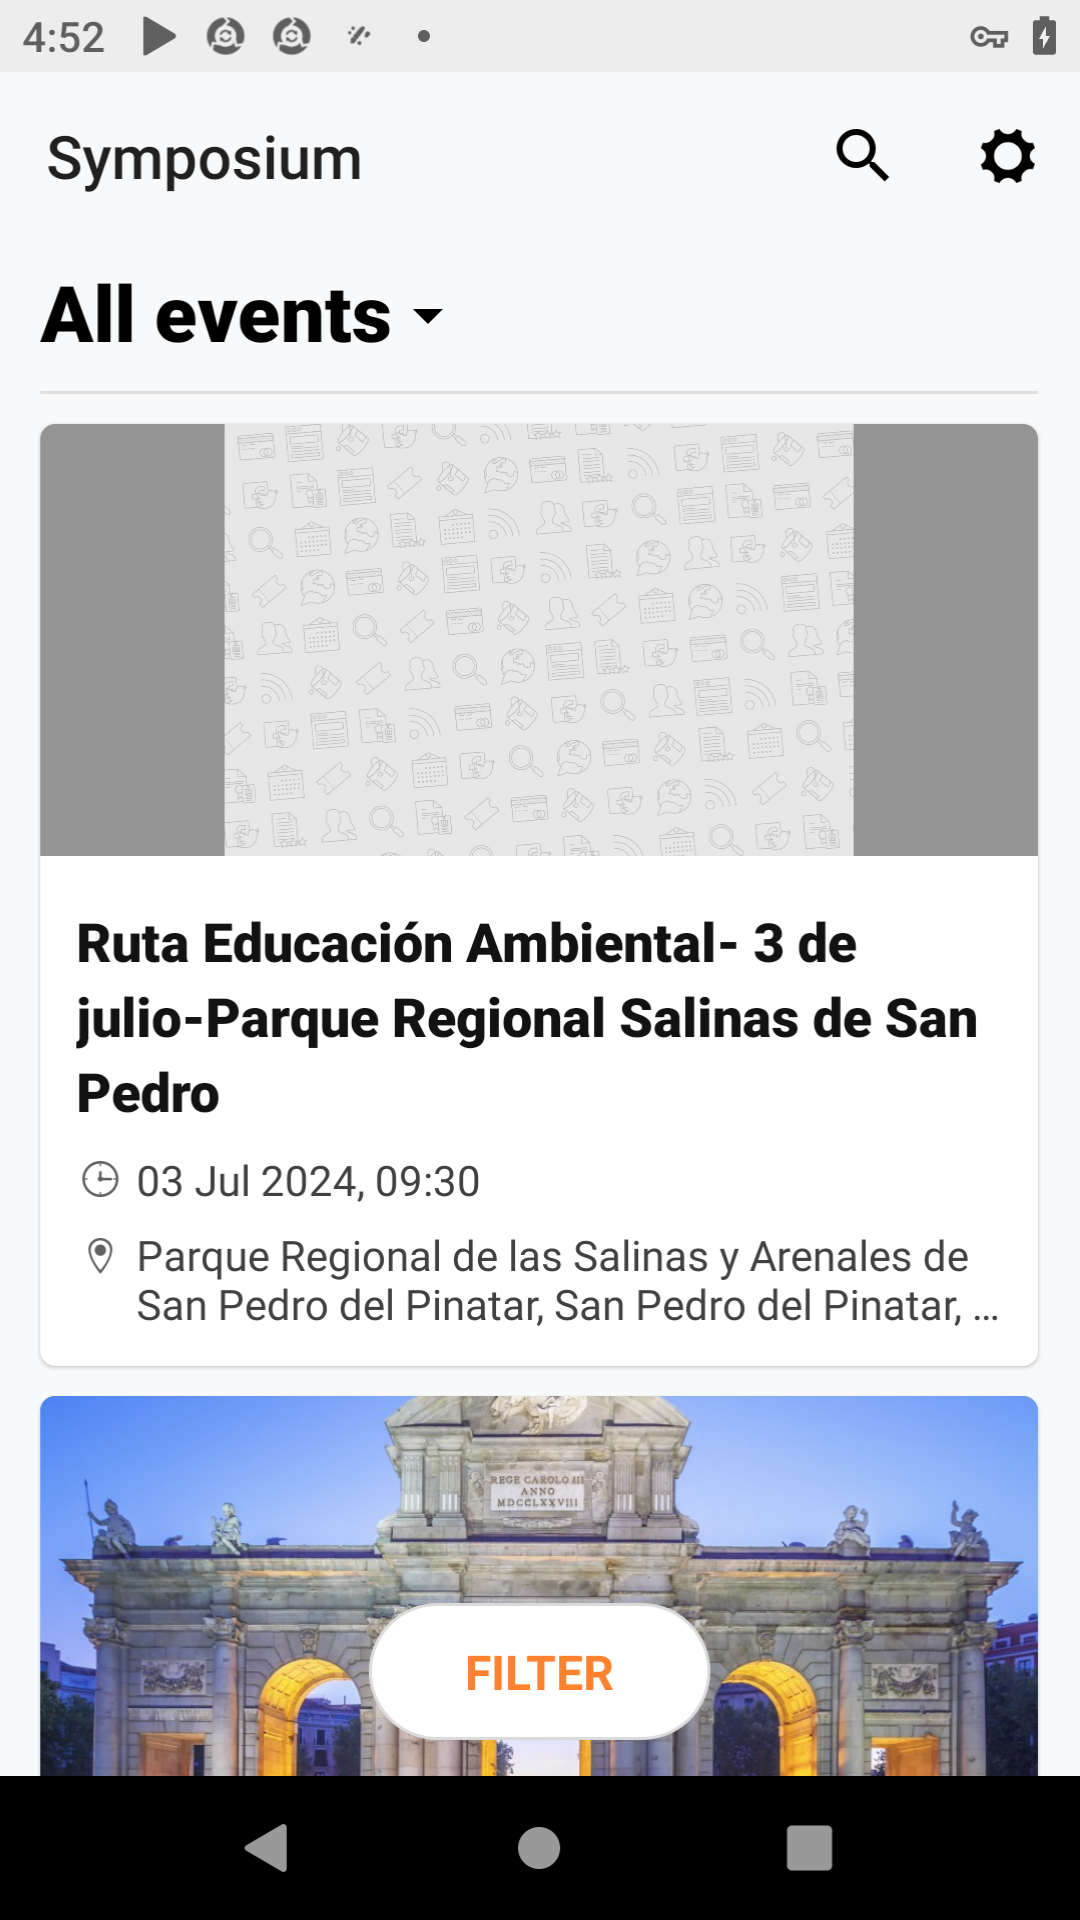 4:52
Symposium
All events
Ruta Educación Ambiental- 3 de
julio-Parque Regional Salinas de San
Pedro
03 Jul 2024, 09:30
Parque Regional de las Salinas y Arenales de
San Pedro del Pinatar, San Pedro del Pinatar, ...
REGE CAROLO III
ANNO
MDCCLXXVIII
FILTER